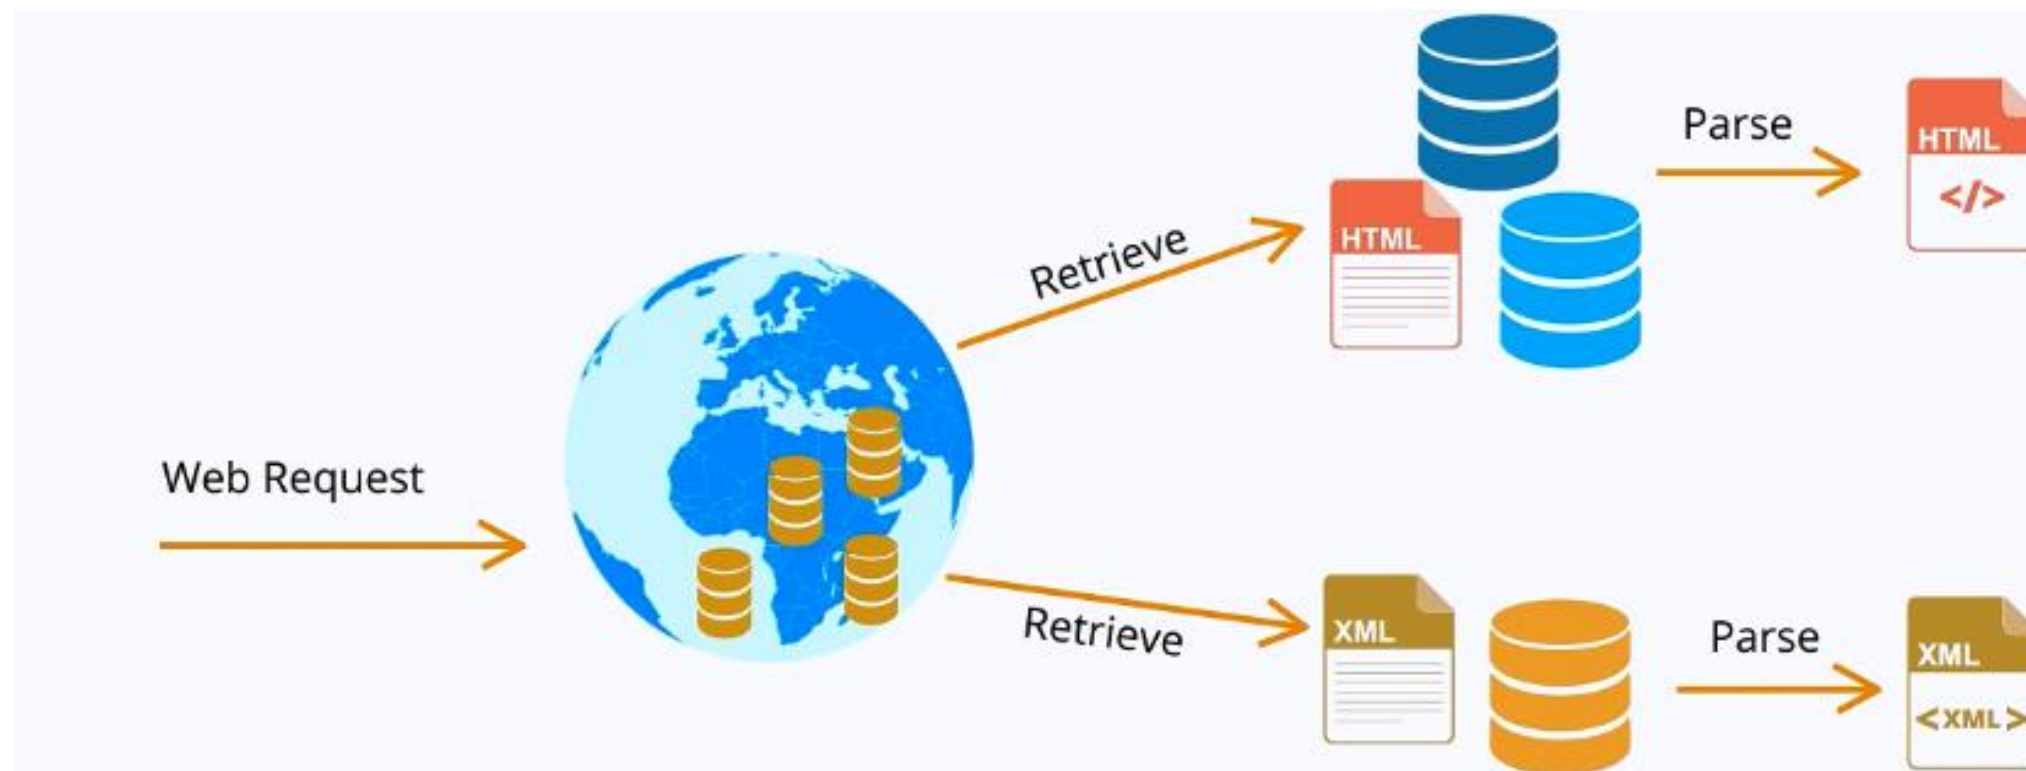 Web Request
Retrieve
HTML
Parse
HTML
</>
Retrieve
XML
Parse
XML
<XML>